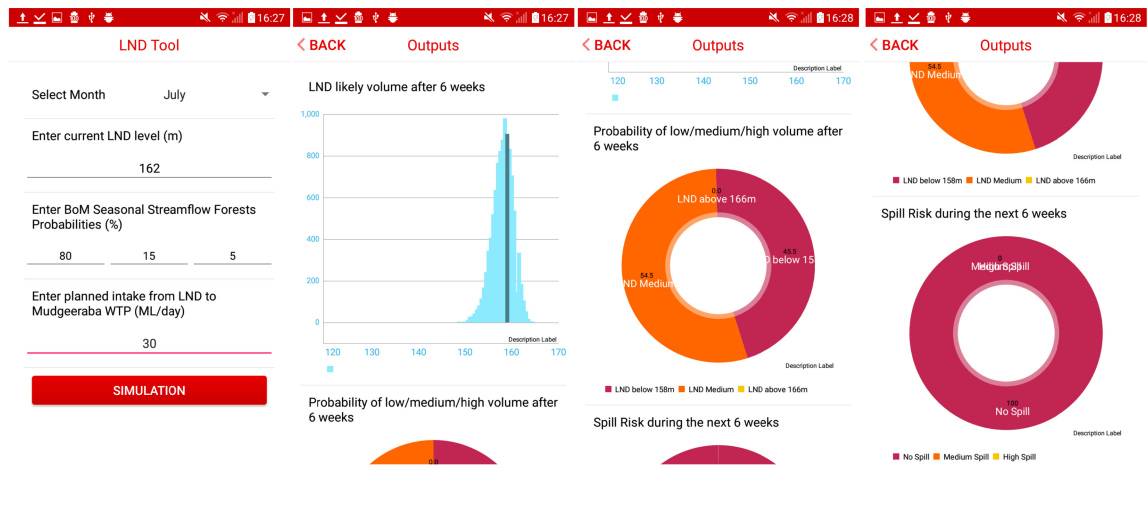 16:27
LND Tool
Select Month
July
Enter current LND level (m)
162
Enter BoM Seasonal Streamflow Forests
Probabilities (%)
80 15 5
Enter planned intake from LND to
Mudgeeraba WTP (ML/day)
30
SIMULATION
16:27
< BACK
Outputs
LND likely volume after 6 weeks
1,000
800
600
400
200
0
Description Label
120 130 140 150 160 170
Probability of low/medium/high volume after
6 weeks
0.0
16:28
< BACK
Outputs
Description Label
120 130 140 150 160 170
Probability of low/medium/high volume after
6 weeks
0.0
LND above 166m
45.5
D below 15
54.5
ND Medium
Description Label
LND below 158m LND Medium LND above 166m
Spill Risk during the next 6 weeks
16:28
< BACK
Outputs
54.5
ND Medium
Description Label
LND below 158m LND Medium LND above 166m
Spill Risk during the next 6 weeks
0
100
No Spill
Description Label
No Spill Medium Spill High Spill